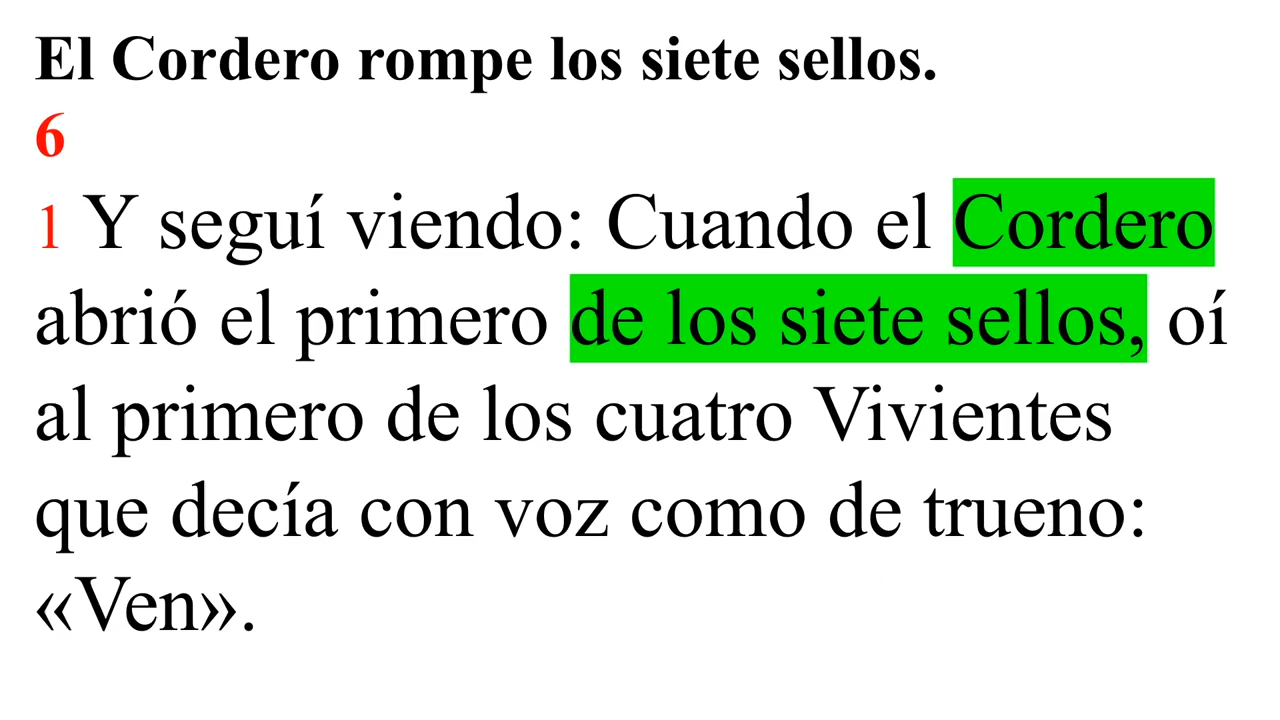 El Cordero rompe los siete sellos.
6
1 Y seguí viendo: Cuando el Cordero
abrió el primero de los siete sellos, oí
al primero de los cuatro Vivientes
que decía con voz como de trueno:
«Ven».